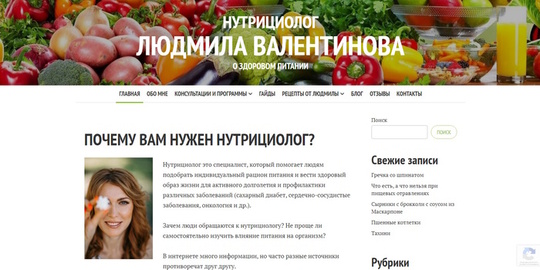 НУТРИЦИОЛОГ
ЛЮДМИЛА ВАЛЕНТИНОВА
О ЗДОРОВОМ ПИТАНИИ
ГЛАВНАЯ ОБО МНЕ КОНСУЛЬТАЦИИ И ПРОГРАММЫ ГАЙДЫ РЕЦЕПТЫ ОТ ЛЮДМИЛЫ БЛОГ ОТЗЫВЫ КОНТАКТЫ
ПОЧЕМУ ВАМ НУЖЕН НУТРИЦИОЛОГ?
Нутрициолог это специалист, который помогает людям
подобрать индивидуальный рацион питания и вести здоровый
образ жизни для активного долголетия и профилактики
различных заболеваний (сахарный диабет, сердечно-сосудистые
заболевания, онкология и др.).
Зачем люди обращаются к нутрициологу? Не проще ли
самостоятельно изучить влияние питания на организм?
В интернете много информации, но часто разные источники
противоречат друг другу.
Поиск
ПОИСК
Свежие записи
Гречка со шпинатом
Что есть, а что нельзя при
пищевых отравлениях
Сырники с брокколи с соусом из
Маскарпоне
Пшенные котлеты
Тахини
Рубрики